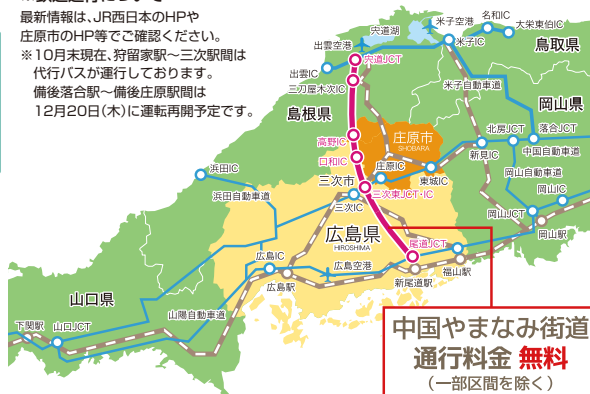 最新情報は、JR西日本のHPや
庄原市のHP等でご確認ください。
※10月末現在、狩留家駅〜三次駅間は
代行バスが運行しております。
備後落合駅〜備後庄原駅間は
12月20日(木)に運転再開予定です。
宍道湖
米子空港
名和IC
大栄東伯IC
出雲空港
米子IC
鳥取県
宍道JCT
出雲IC
三刀屋木次IC
米子自動車道
岡山県
島根県
庄原市
SHOBARA
北房JCT
落合JCT
高野IC
口和IC
庄原IC
新見IC
中国自動車道
浜田IC
三次市
東城IC
岡山自動車道
三次東JCT・IC
浜田自動車道
三次IC
岡山IC
岡山JCT
広島県
HIROSHIMA
岡山駅
尾道JCT
広島IC
広島空港
福山駅
広島駅
新尾道駅
山口県
山陽自動車道
下関駅
山口JCT
中国やまなみ街道
通行料金 無料
(一部区間を除く)